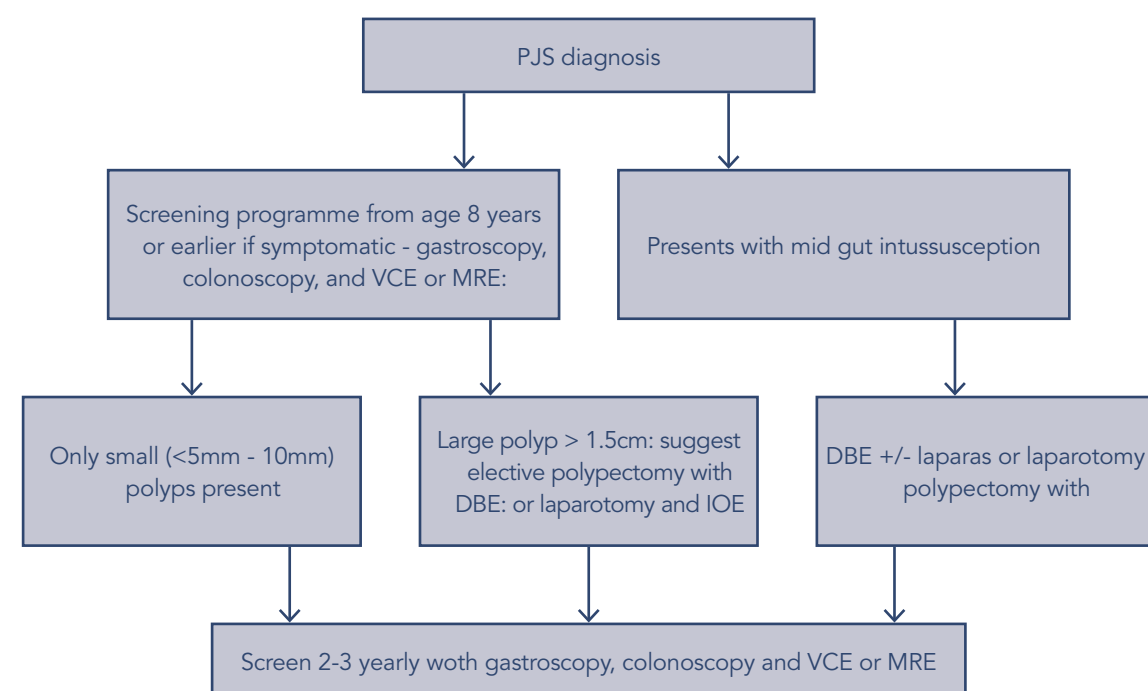 PJS diagnosis
Screening programme from age 8 years
or earlier if symptomatic - gastroscopy,
colonoscopy, and VCE or MRE:
Presents with mid gut intussusception
Only small (<5mm - 10mm)
polyps present
Large polyp > 1.5cm: suggest
elective polypectomy with
DBE: or laparotomy and IOE
DBE +/- laparas or laparotomy
polypectomy with
Screen 2-3 yearly woth gastroscopy, colonoscopy and VCE or MRE